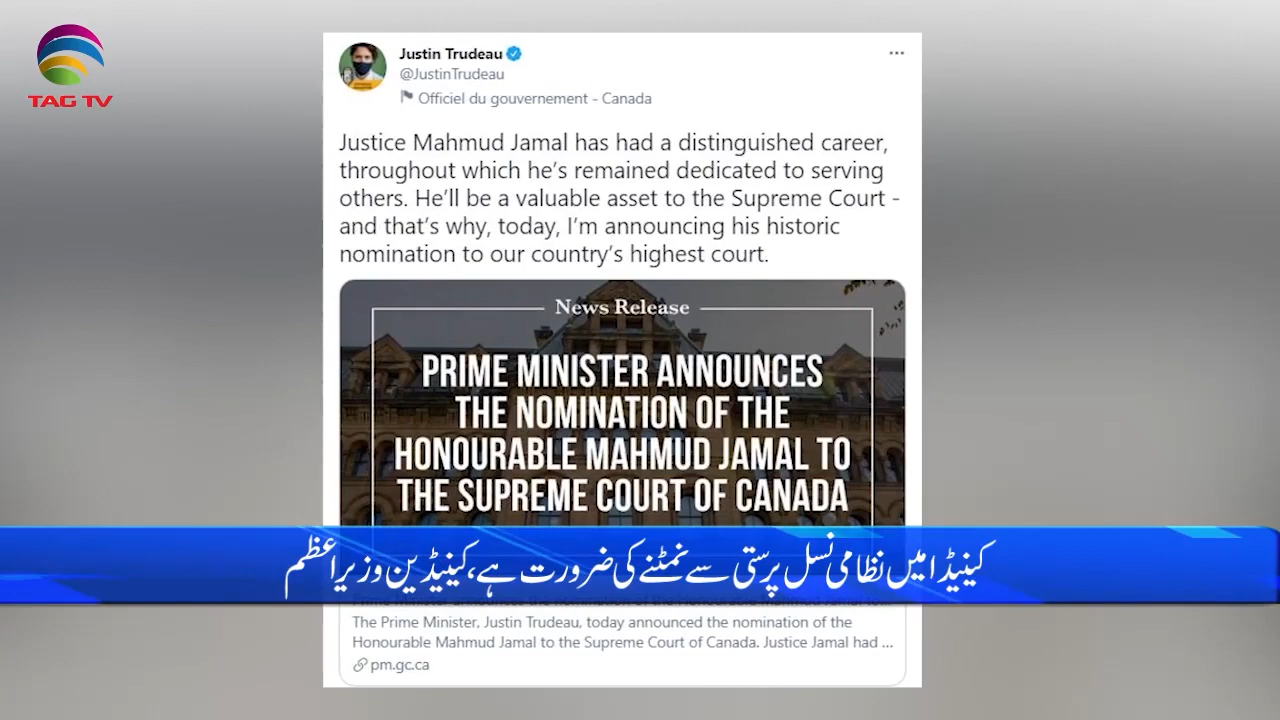 TAG TV
Justin Trudeau
@JustinTrudeau
Officiel du gouvernement - Canada
Justice Mahmud Jamal has had a distinguished career,
throughout which he's remained dedicated to serving
others. He'll be a valuable asset to the Supreme Court -
and that's why, today, I'm announcing his historic
nomination to our country's highest court.
News Release
PRIME MINISTER ANNOUNCES
THE NOMINATION OF THE
HONOURABLE MAHMUD JAMAL TO
THE SUPREME COURT OF CANADA
کینیڈا میں نظامی نسل پرستی سے نمٹنے کی ضرورت ہے، کینیڈین وزیراعظم
The Prime Minister, Justin Trudeau, today announced the nomination of the
Honourable Mahmud Jamal to the Supreme Court of Canada. Justice Jamal had ...
pm.gc.ca